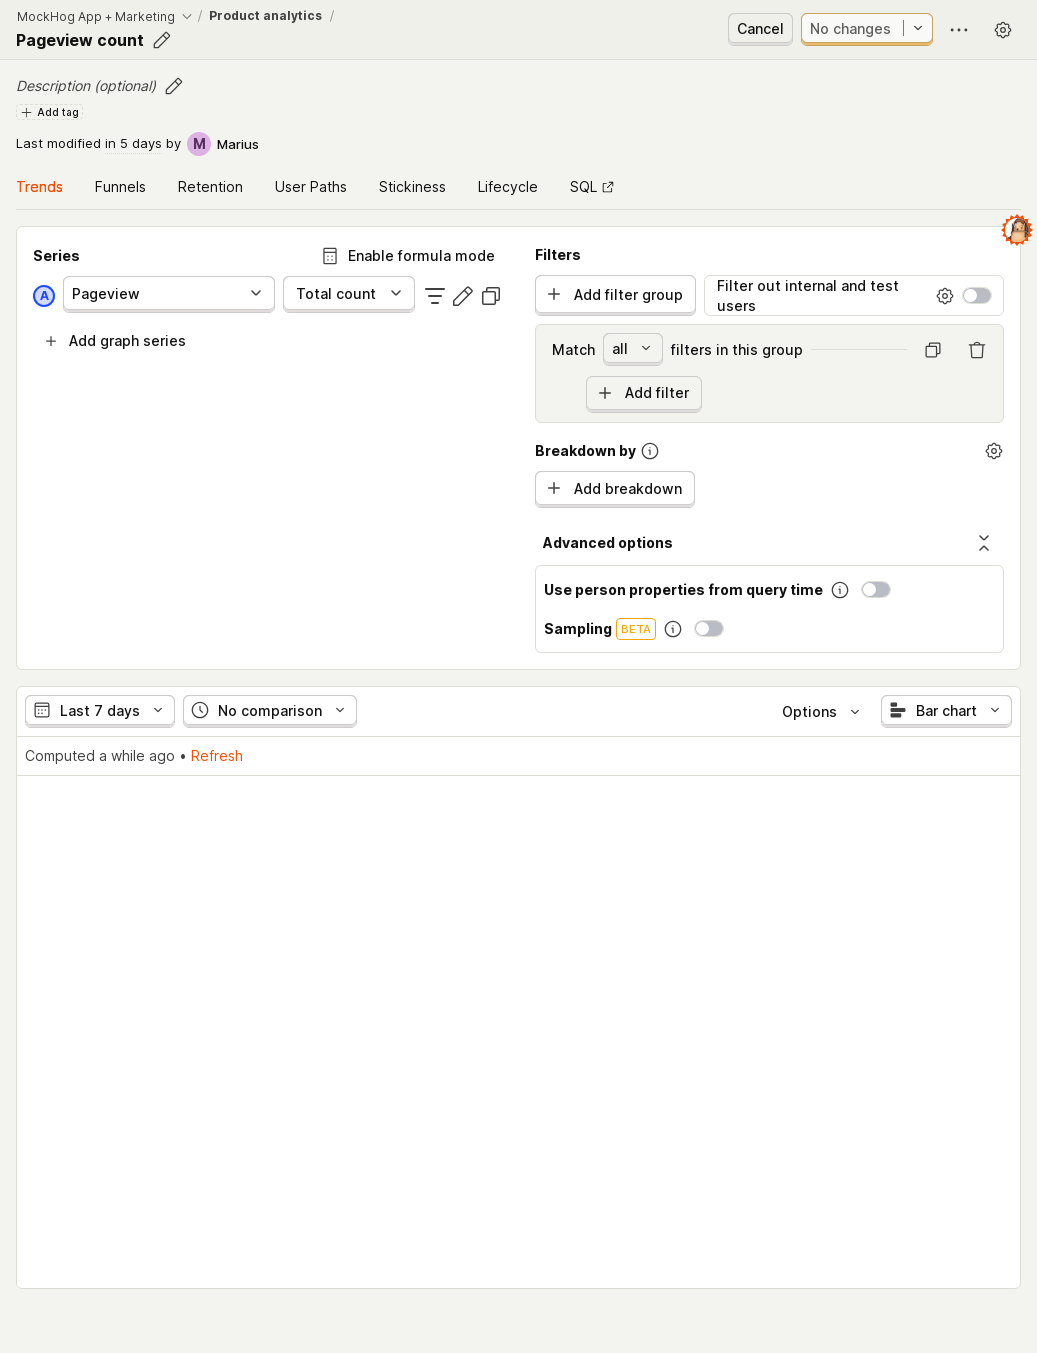 MockHog App + Marketing / Product analytics /
Pageview count
Cancel
No changes
Description (optional)
Add tag
Last modified in 5 days by M Marius
Trends Funnels Retention User Paths Stickiness Lifecycle SQL
Series
Enable formula mode
A Pageview Total count
Add graph series
Filters
Add filter group
Filter out internal and test
users
Match all filters in this group
Add filter
Breakdown by
Add breakdown
Advanced options
Use person properties from query time
Sampling BETA
Last 7 days No comparison Options Bar chart
Computed a while ago • Refresh